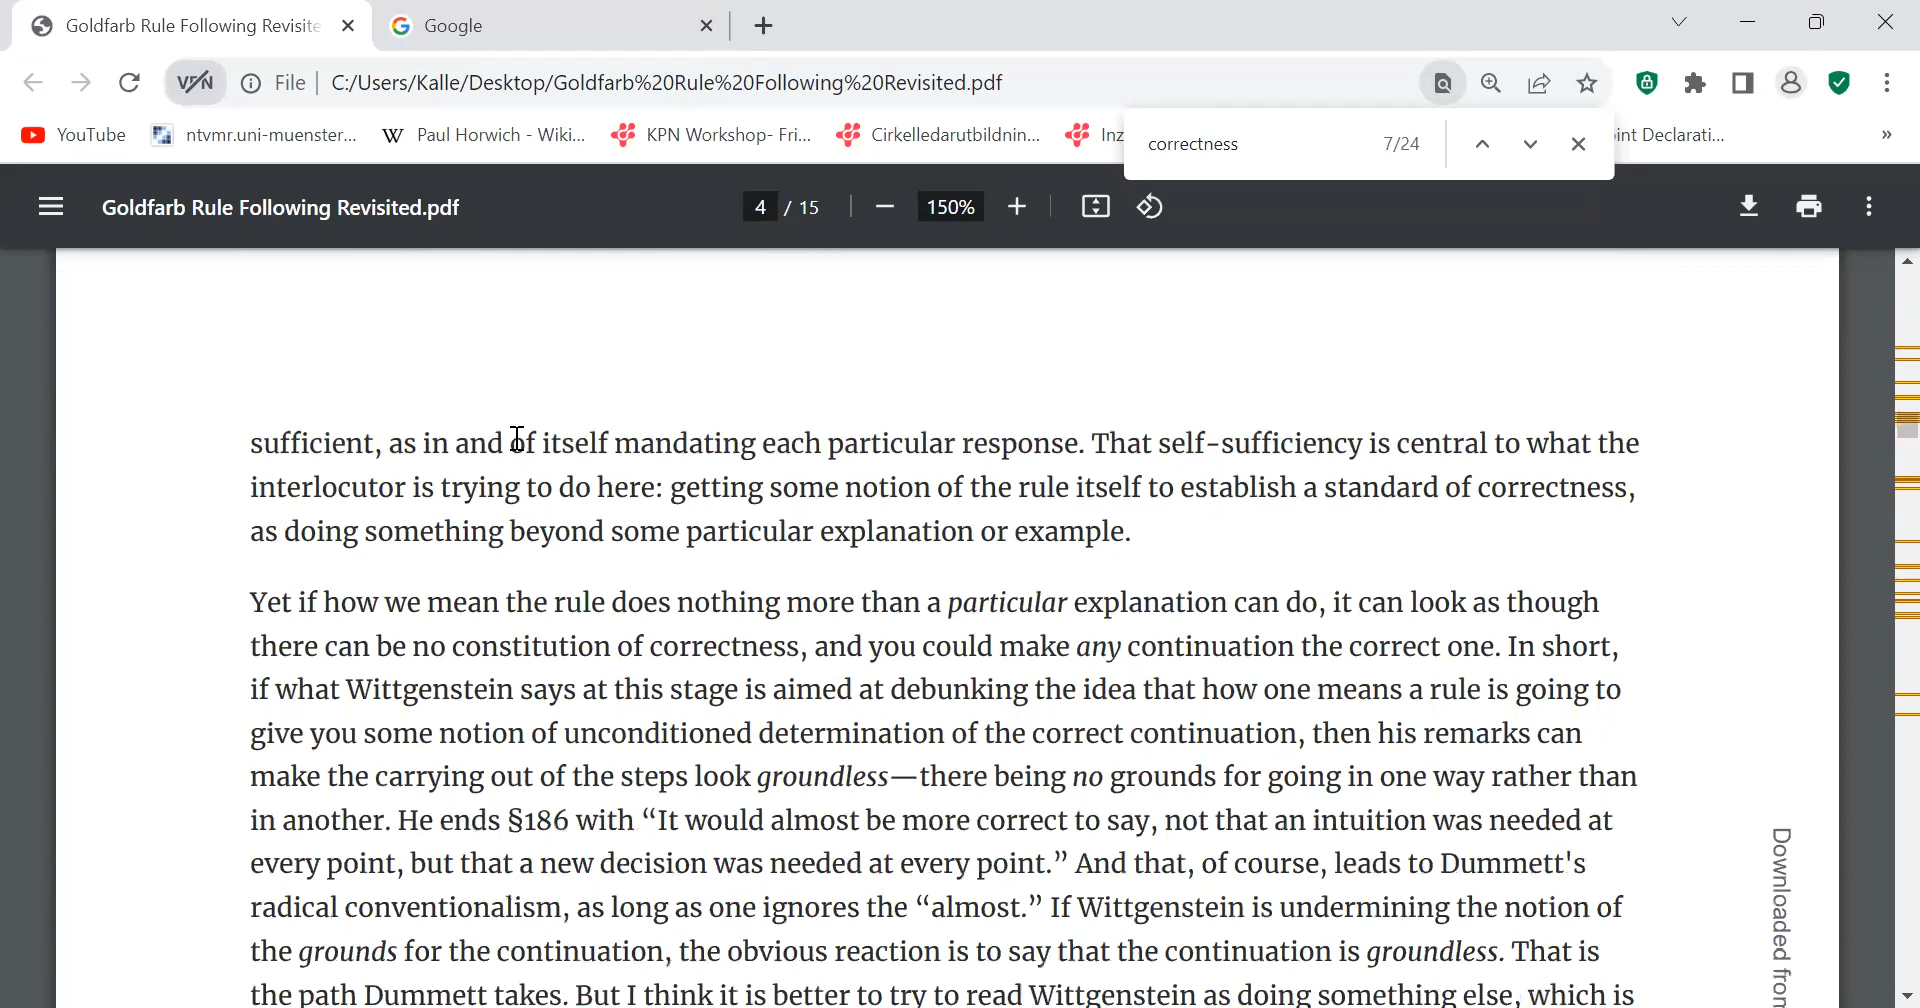 Goldfarb Rule Following Revisite
Google
VPN
File
C:/Users/Kalle/Desktop/Goldfarb%20Rule%20Following%20Revisited.pdf
YouTube
ntvmr.uni-muenster...
W Paul Horwich - Wiki...
KPN Workshop- Fri...
Cirkelledarutbildnin...
Inz
int Declarati...
»
correctness
7/24
Goldfarb Rule Following Revisited.pdf
4 / 15
150%
sufficient, as in and of itself mandating each particular response. That self-sufficiency is central to what the
interlocutor is trying to do here: getting some notion of the rule itself to establish a standard of correctness,
as doing something beyond some particular explanation or example.
Yet if how we mean the rule does nothing more than a particular explanation can do, it can look as though
there can be no constitution of correctness, and you could make any continuation the correct one. In short,
if what Wittgenstein says at this stage is aimed at debunking the idea that how one means a rule is going to
give you some notion of unconditioned determination of the correct continuation, then his remarks can
make the carrying out of the steps look groundless—there being no grounds for going in one way rather than
in another. He ends §186 with “It would almost be more correct to say, not that an intuition was needed at
every point, but that a new decision was needed at every point.” And that, of course, leads to Dummett's
radical conventionalism, as long as one ignores the “almost.” If Wittgenstein is undermining the notion of
the grounds for the continuation, the obvious reaction is to say that the continuation is groundless. That is
the path Dummett takes. But I think it is better to try to read Wittgenstein as doing something else, which is
Downloaded from